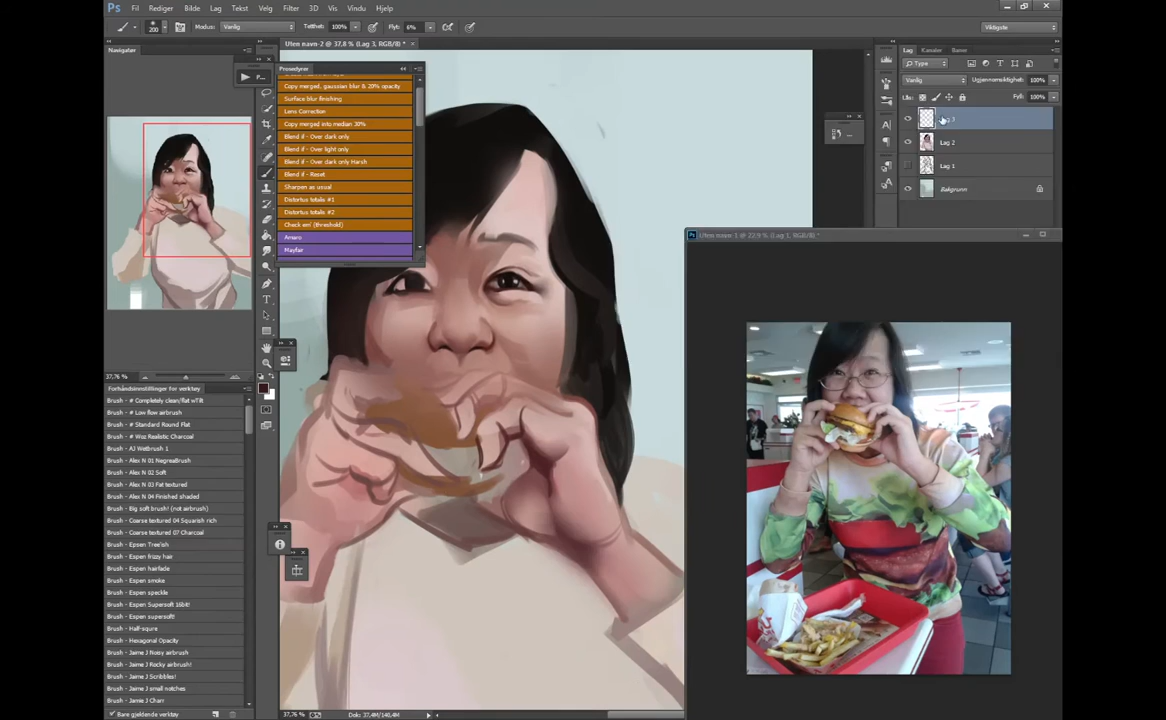 Ps Fil Rediger Bilde Lag Tekst Velg Filter 3D Vis Vindu Hjelp
200 Modus: Vanlig Tetthet: 100% Flyt: 6% Viktigste
Navigator
Uten navn-2 @ 37,8 % (Lag 3, RGB/8) *
Prosedyrer
Copy merged, gaussian blur & 20% opacity
Surface blur finishing
Lens Correction
Copy merged into median 30%
Blend if - Over dark only
Blend if - Over light only
Blend if - Over dark only Harsh
Blend if - Reset
Sharpen as usual
Distortus totalis #1
Distortus totalis #2
Check em' (threshold)
Amaro
Mayfair
Lag Kanaler Baner
Type
Vanlig Ugjennomsiktighet: 100%
Lås: Fyll: 100%
Lag 2
Lag 1
Bakgrunn
Uten navn-1 @ 22,9 % (Lag 1, RGB/8) *
37,76 %
Forhåndsinnstillinger for verktøy
Brush - # Completely clean/flat w/Tilt
Brush - # Low flow airbrush
Brush - # Standard Round Flat
Brush - # Woz Realistic Charcoal
Brush - AJ Wetbrush 1
Brush - Alex N 01 NegreaBrush
Brush - Alex N 02 Soft
Brush - Alex N 03 Pat textured
Brush - Alex N 04 Finished shaded
Brush - Big soft brush! (not airbrush)
Brush - Coarse textured 04 Squarish rich
Brush - Coarse textured 07 Charcoal
Brush - Espen Tree'ish
Brush - Espen frizzy hair
Brush - Espen hairfade
Brush - Espen smoke
Brush - Espen speckle
Brush - Espen Supersoft 16bit!
Brush - Espen supersoft!
Brush - Half-squre
Brush - Hexagonal Opacity
Brush - Jaime J Noisy airbrush
Brush - Jaime J Rocky airbrush!
Brush - Jaime J Scribbles!
Brush - Jaime J small notches
Brush - Jaime J Charr
Bare gjeldende verktøy
37,76 % Dok: 37,4M/140,4M